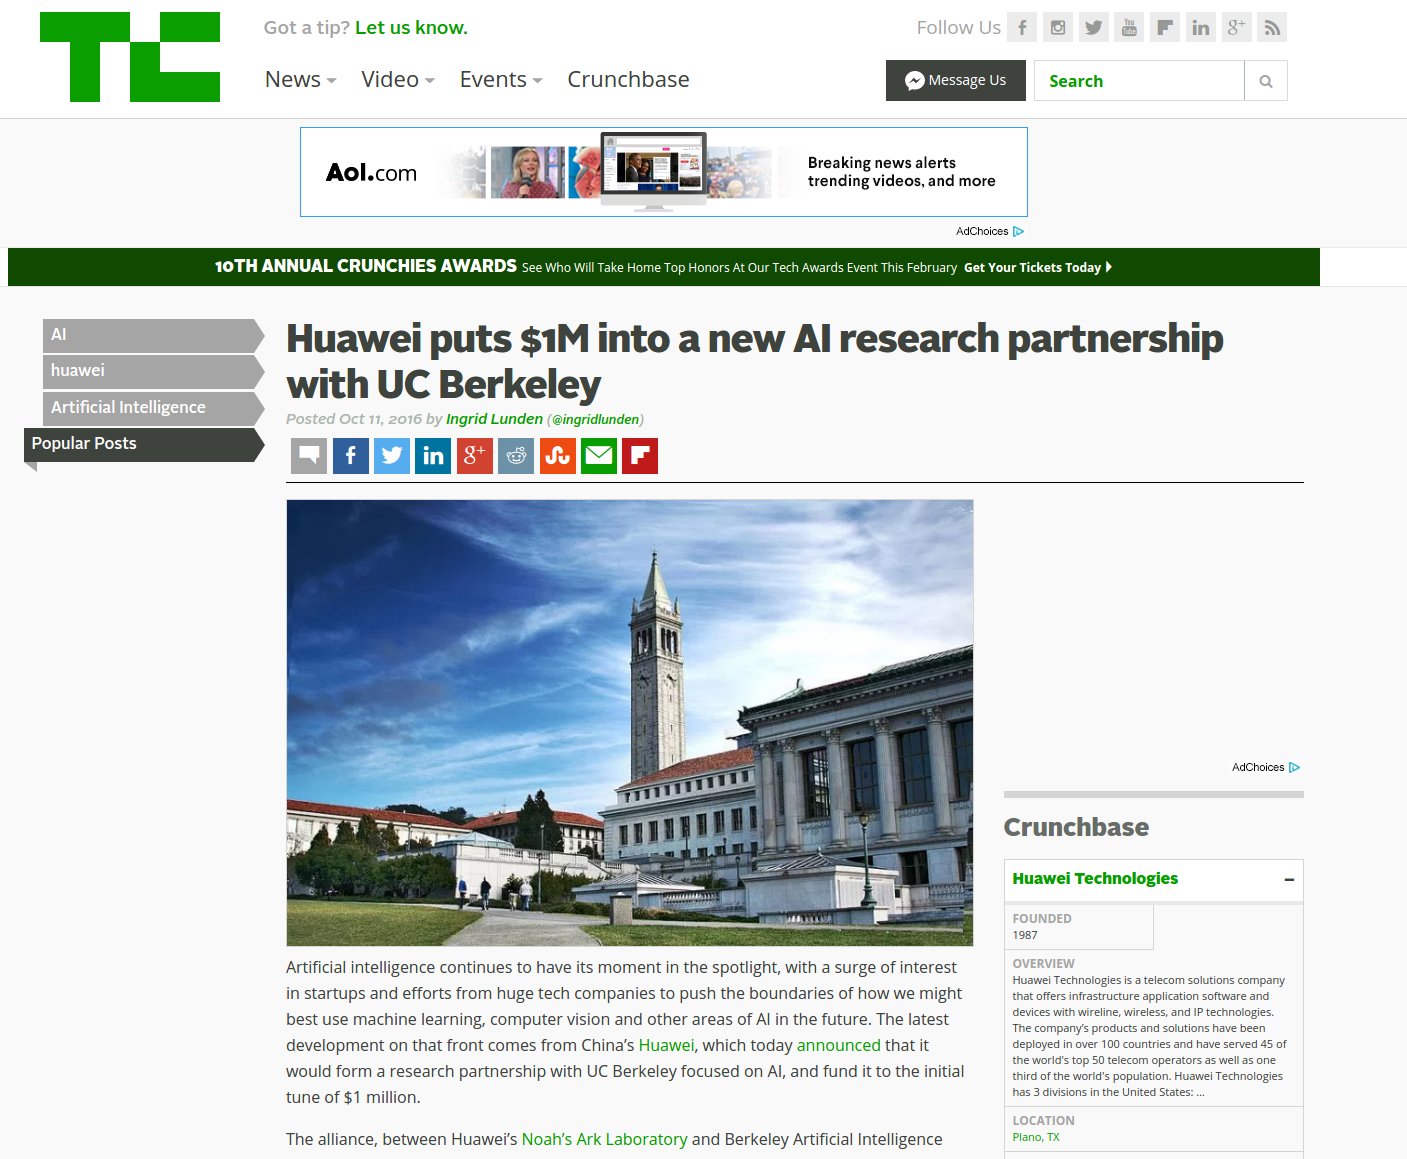 TC
Got a tip? Let us know.
Follow Us
News Video Events Crunchbase
Message Us
Search
Aol.com
Breaking news alerts
trending videos, and more
AdChoices
10TH ANNUAL CRUNCHIES AWARDS See Who Will Take Home Top Honors At Our Tech Awards Event This February Get Your Tickets Today
AI
huawei
Artificial Intelligence
Popular Posts
Huawei puts $1M into a new AI research partnership
with UC Berkeley
Posted Oct 11, 2016 by Ingrid Lunden (@ingridlunden)
Artificial intelligence continues to have its moment in the spotlight, with a surge of interest
in startups and efforts from huge tech companies to push the boundaries of how we might
best use machine learning, computer vision and other areas of AI in the future. The latest
development on that front comes from China’s Huawei, which today announced that it
would form a research partnership with UC Berkeley focused on AI, and fund it to the initial
tune of $1 million.
The alliance, between Huawei’s Noah’s Ark Laboratory and Berkeley Artificial Intelligence
AdChoices
Crunchbase
Huawei Technologies
FOUNDED
1987
OVERVIEW
Huawei Technologies is a telecom solutions company
that offers infrastructure application software and
devices with wireline, wireless, and IP technologies.
The company’s products and solutions have been
deployed in over 100 countries and have served 45 of
the world's top 50 telecom operators as well as one
third of the world's population. Huawei Technologies
has 3 divisions in the United States: ...
LOCATION
Plano, TX